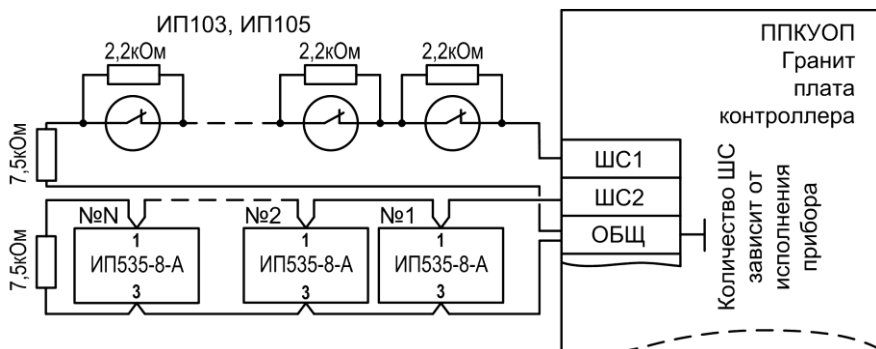 ИП103, ИП105
2,2кОм
2,2кОм
2,2кОм
7,5кОм
ППКУОП
Гранит
плата
контроллера
ШС1
ШС2
ОБЩ
Количество ШС
зависит от
исполнения
прибора
7,5кОм
№N
№2
№1
1
1
1
ИП535-8-А
ИП535-8-А
ИП535-8-А
3
3
3